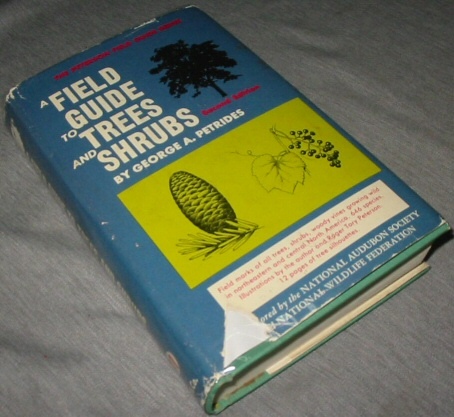 THE PETERSON FIELD GUIDE SERIES
A FIELD
GUIDE
TO TREES
AND SHRUBS
Second Edition
BY GEORGE A. PETRIDES
Field marks of all trees, shrubs, woody vines growing wild
in northeastern and central North America. 646 species.
Illustrations by the author and Roger Tory Peterson.
12 pages of tree silhouettes.
ored by the NATIONAL AUDUBON SOCIETY
NATIONAL WILDLIFE FEDERATION